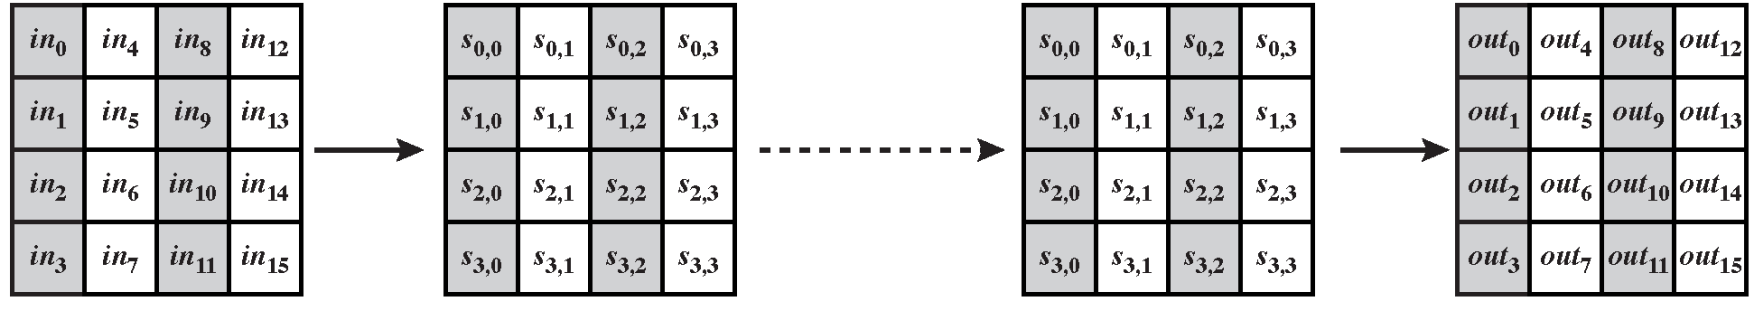 in0 in4 in8 in12 s0,0 s0,1 s0,2 s0,3 s0,0 s0,1 s0,2 s0,3 out0 out4 out8 out12
in1 in5 in9 in13 s1,0 s1,1 s1,2 s1,3 s1,0 s1,1 s1,2 s1,3 out1 out5 out9 out13
in2 in6 in10 in14 s2,0 s2,1 s2,2 s2,3 s2,0 s2,1 s2,2 s2,3 out2 out6 out10 out14
in3 in7 in11 in15 s3,0 s3,1 s3,2 s3,3 s3,0 s3,1 s3,2 s3,3 out3 out7 out11 out15